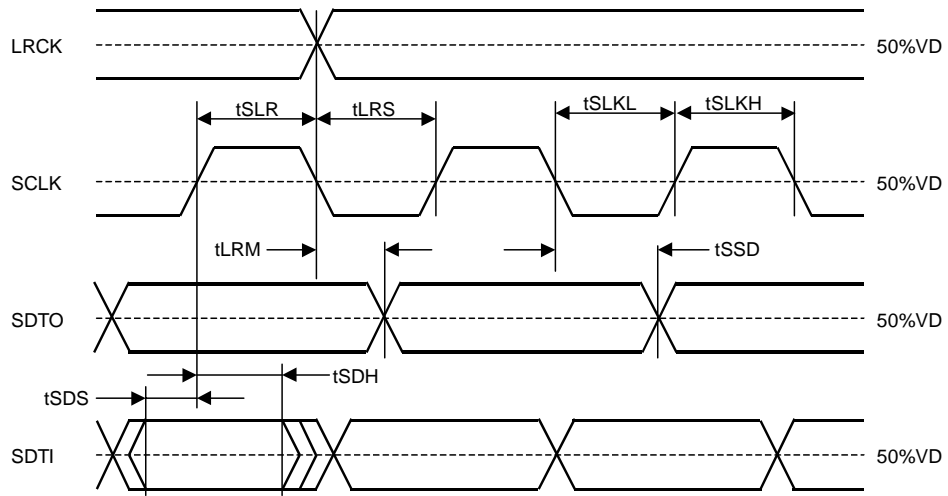 LRCK 50%VD
tSLR tLRS tSLKL tSLKH
SCLK 50%VD
tLRM tSSD
SDTO 50%VD
tSDH
tSDS
SDTI 50%VD